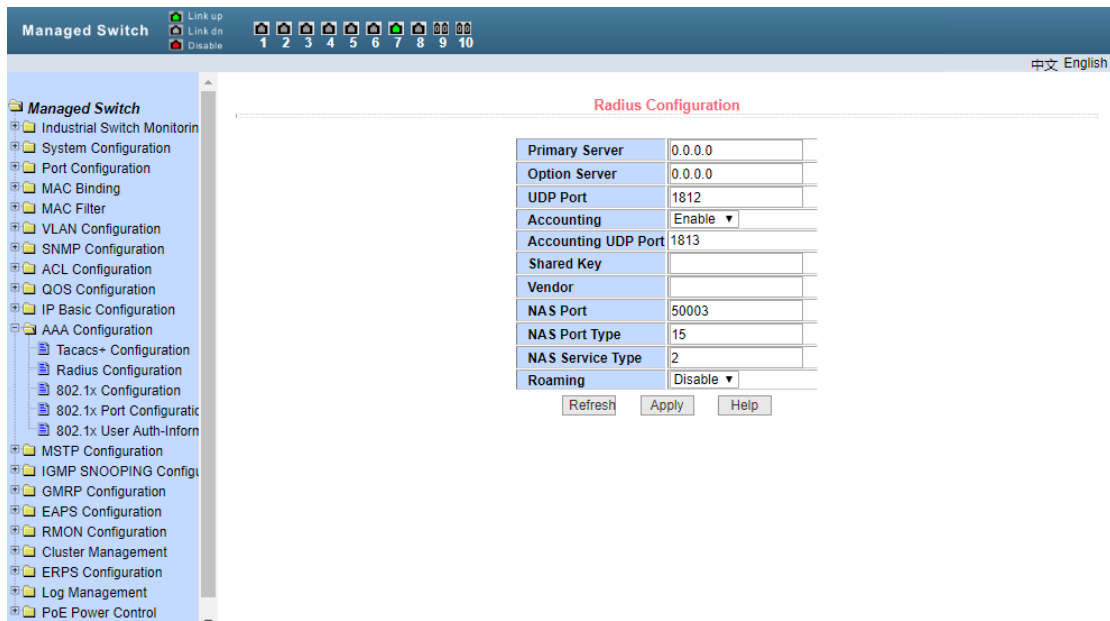 Managed Switch
Link up
Link dn
Disable
1 2 3 4 5 6 7 8 9 10
中文 English
Managed Switch
Industrial Switch Monitorin
System Configuration
Port Configuration
MAC Binding
MAC Filter
VLAN Configuration
SNMP Configuration
ACL Configuration
QOS Configuration
IP Basic Configuration
AAA Configuration
Tacacs+ Configuration
Radius Configuration
802.1x Configuration
802.1x Port Configuratic
802.1x User Auth-Inforn
MSTP Configuration
IGMP SNOOPING Configu
GMRP Configuration
EAPS Configuration
RMON Configuration
Cluster Management
ERPS Configuration
Log Management
PoE Power Control
Radius Configuration
Primary Server 0.0.0.0
Option Server 0.0.0.0
UDP Port 1812
Accounting Enable
Accounting UDP Port 1813
Shared Key
Vendor
NAS Port 50003
NAS Port Type 15
NAS Service Type 2
Roaming Disable
Refresh Apply Help